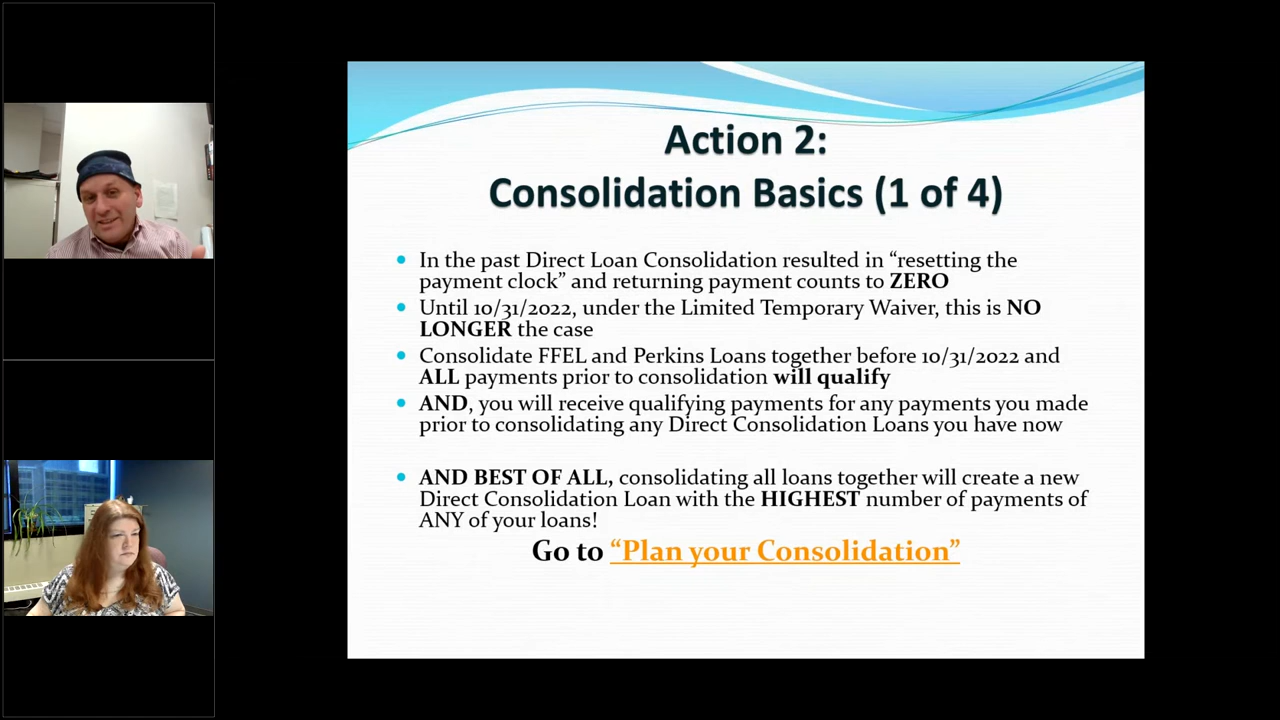 Action 2:
Consolidation Basics (1 of 4)
• In the past Direct Loan Consolidation resulted in “resetting the
payment clock” and returning payment counts to ZERO
• Until 10/31/2022, under the Limited Temporary Waiver, this is NO
LONGER the case
• Consolidate FFEL and Perkins Loans together before 10/31/2022 and
ALL payments prior to consolidation will qualify
• AND, you will receive qualifying payments for any payments you made
prior to consolidating any Direct Consolidation Loans you have now
• AND BEST OF ALL, consolidating all loans together will create a new
Direct Consolidation Loan with the HIGHEST number of payments of
ANY of your loans!
Go to “Plan your Consolidation”